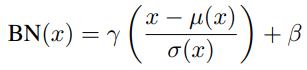 BN(x) = γ ( (x − μ(x)) / σ(x) ) + β